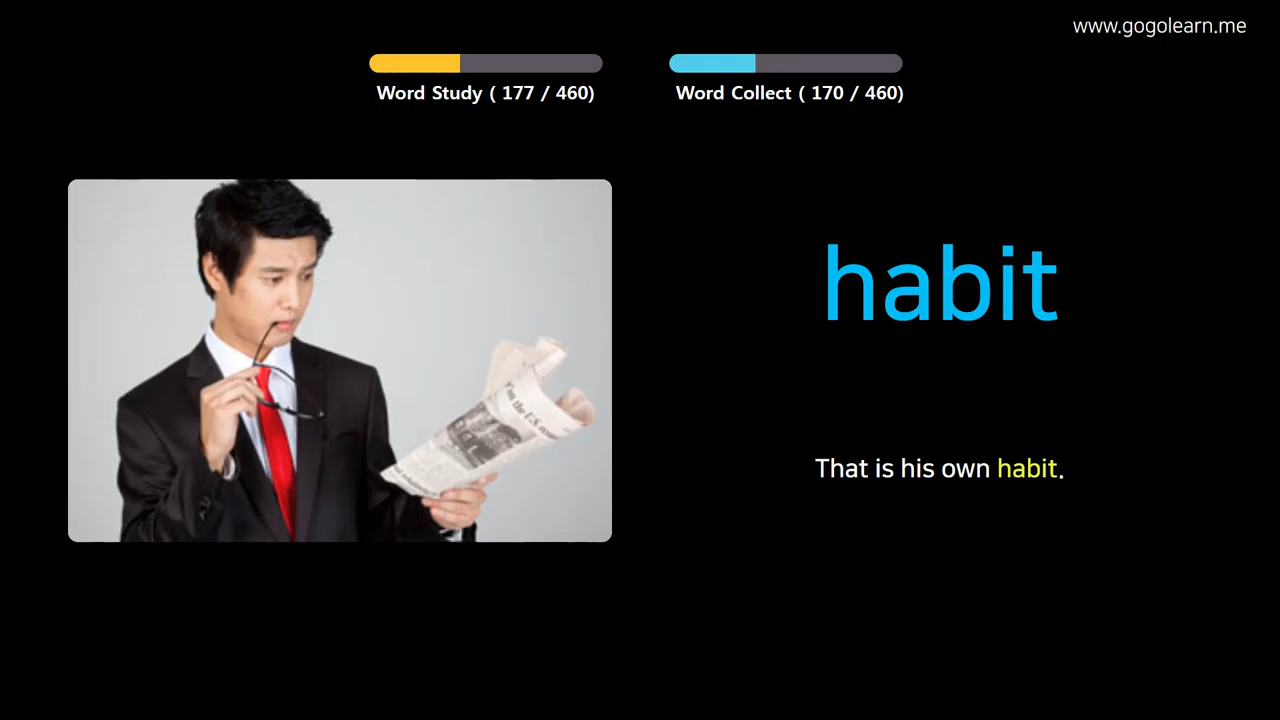 www.gogolearn.me
Word Study ( 177 / 460)
Word Collect ( 170 / 460)
habit
That is his own habit.